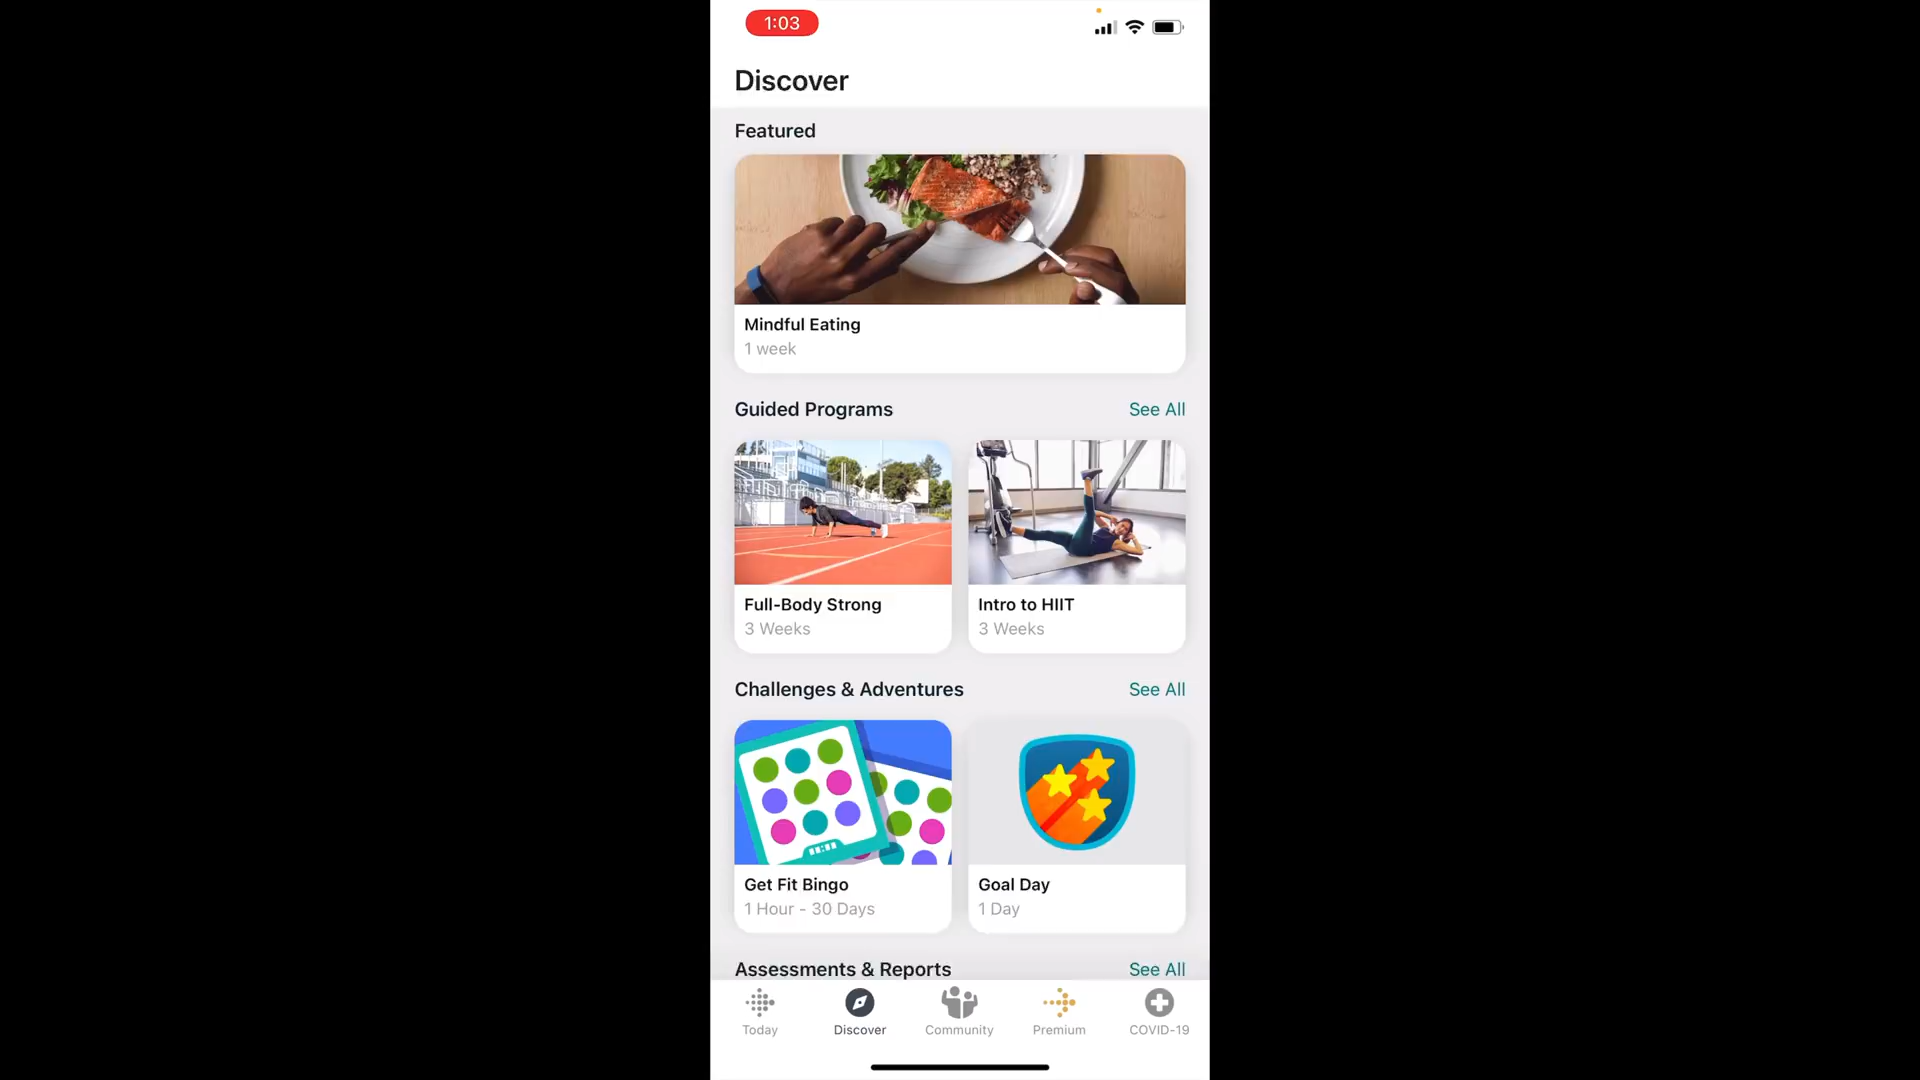 1:03
Discover
Featured
Mindful Eating
1 week
Guided Programs
See All
Full-Body Strong
3 Weeks
Intro to HIIT
3 Weeks
Challenges & Adventures
See All
Get Fit Bingo
1 Hour - 30 Days
Goal Day
1 Day
Assessments & Reports
See All
Today
Discover
Community
Premium
COVID-19